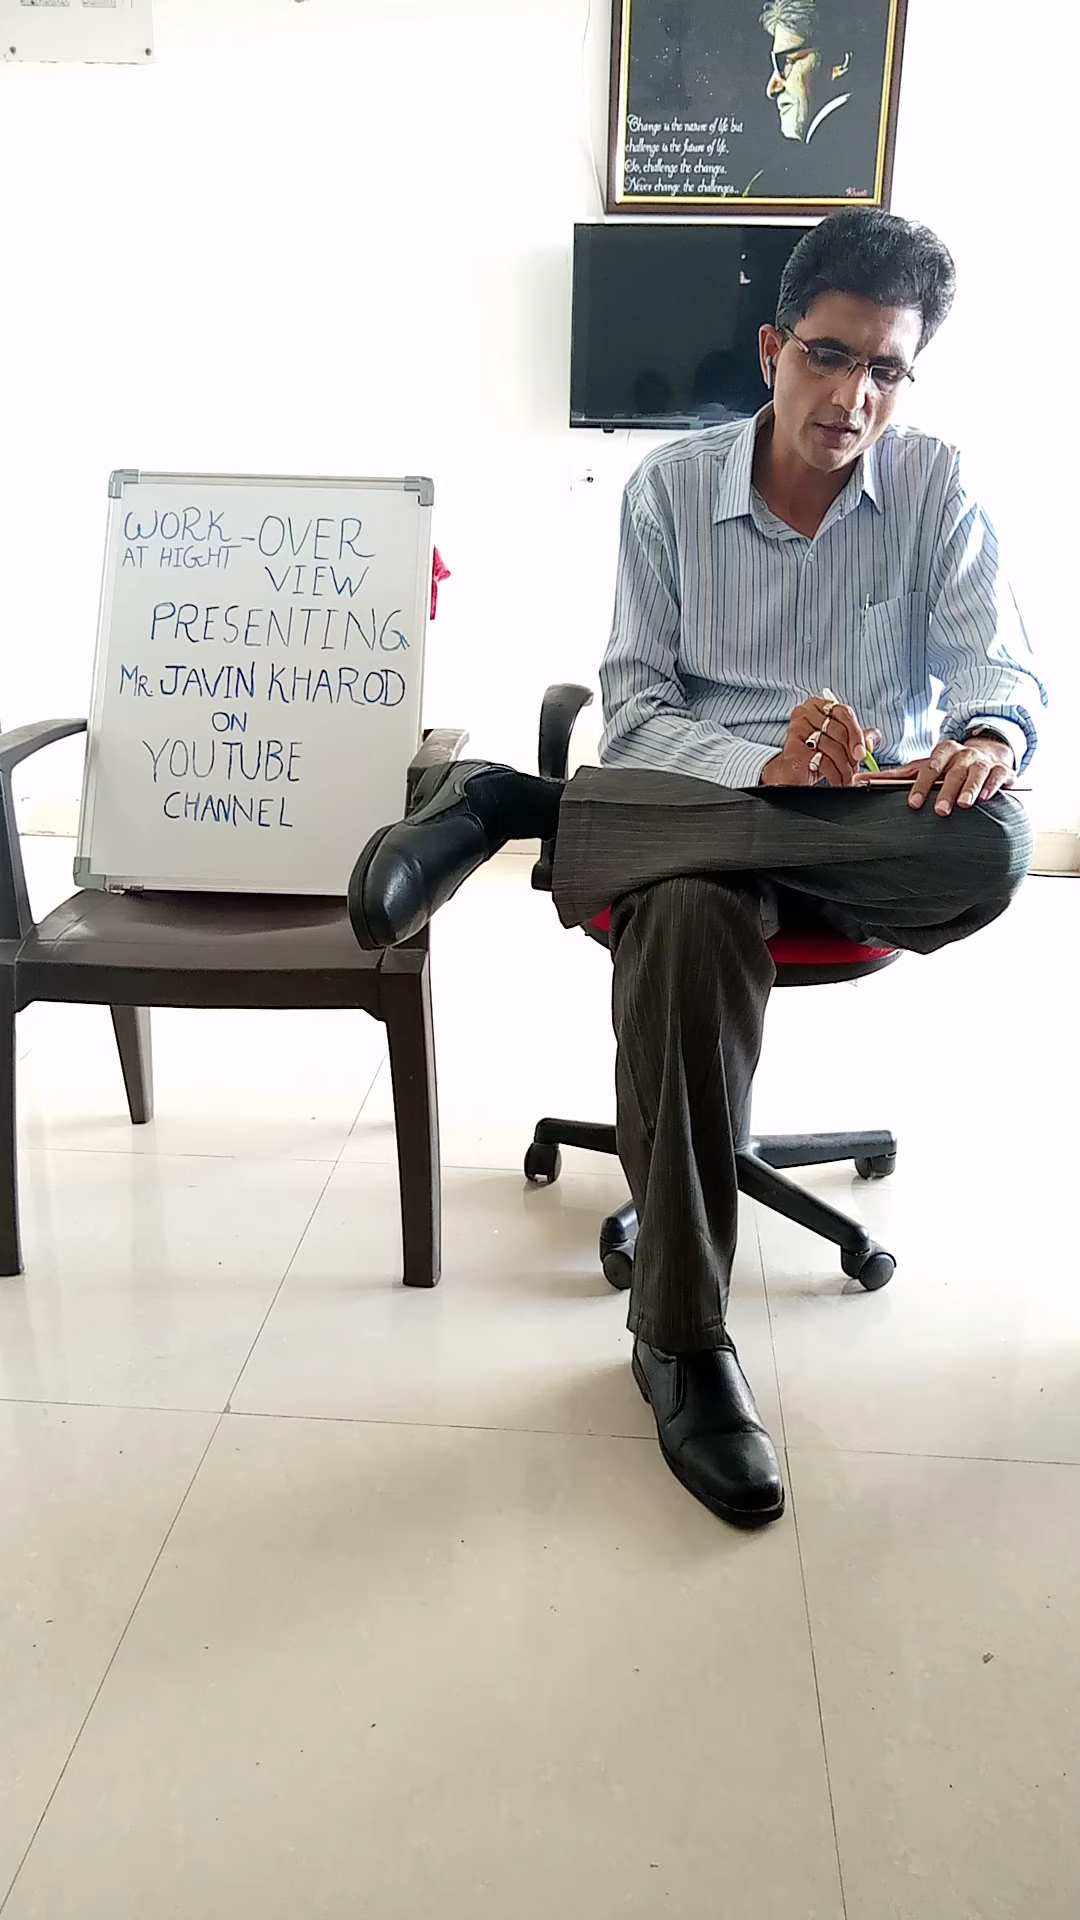 Change is the nature of life but
challenge is the future of life.
So, challenge the changes.
Never change the challenges..
Khanti
WORK - OVER
AT HIGHT VIEW
PRESENTING
MR. JAVIN KHAROD
ON
YOUTUBE
CHANNEL